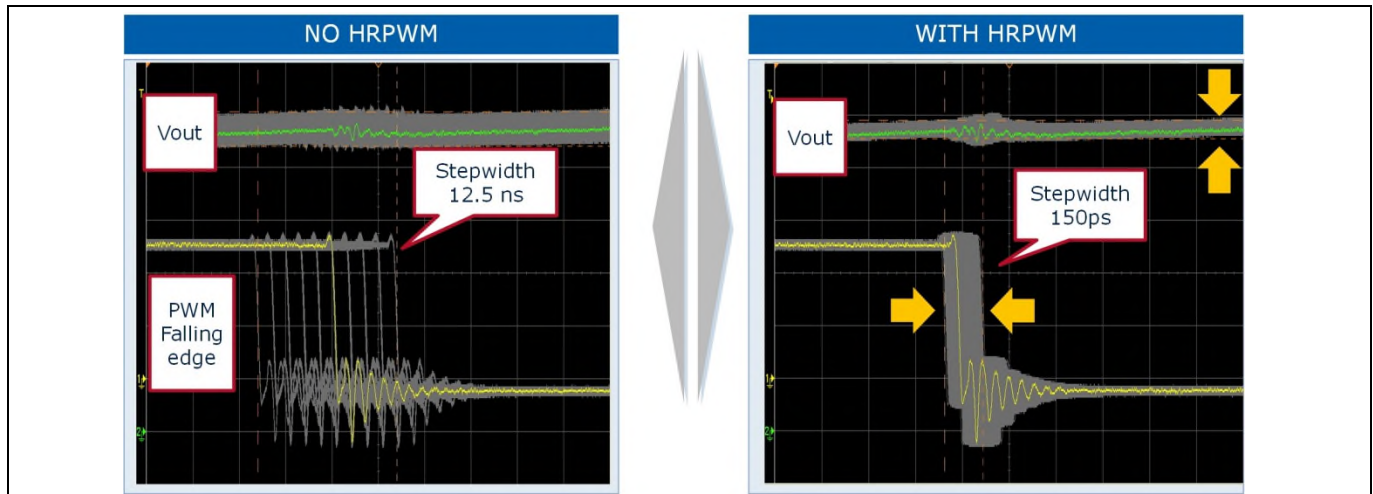 NO HRPWM
Vout
Stepwidth
12.5 ns
PWM
Falling
edge
WITH HRPWM
Vout
Stepwidth
150ps